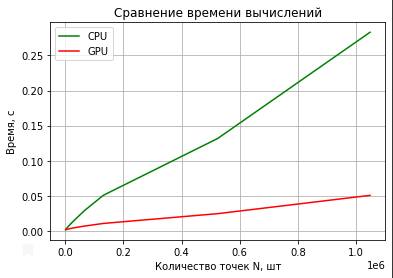 Сравнение времени вычислений
CPU
GPU
Время, с
0.25
0.20
0.15
0.10
0.05
0.00
0.0 0.2 0.4 0.6 0.8 1.0
1e6
Количество точек N, шт